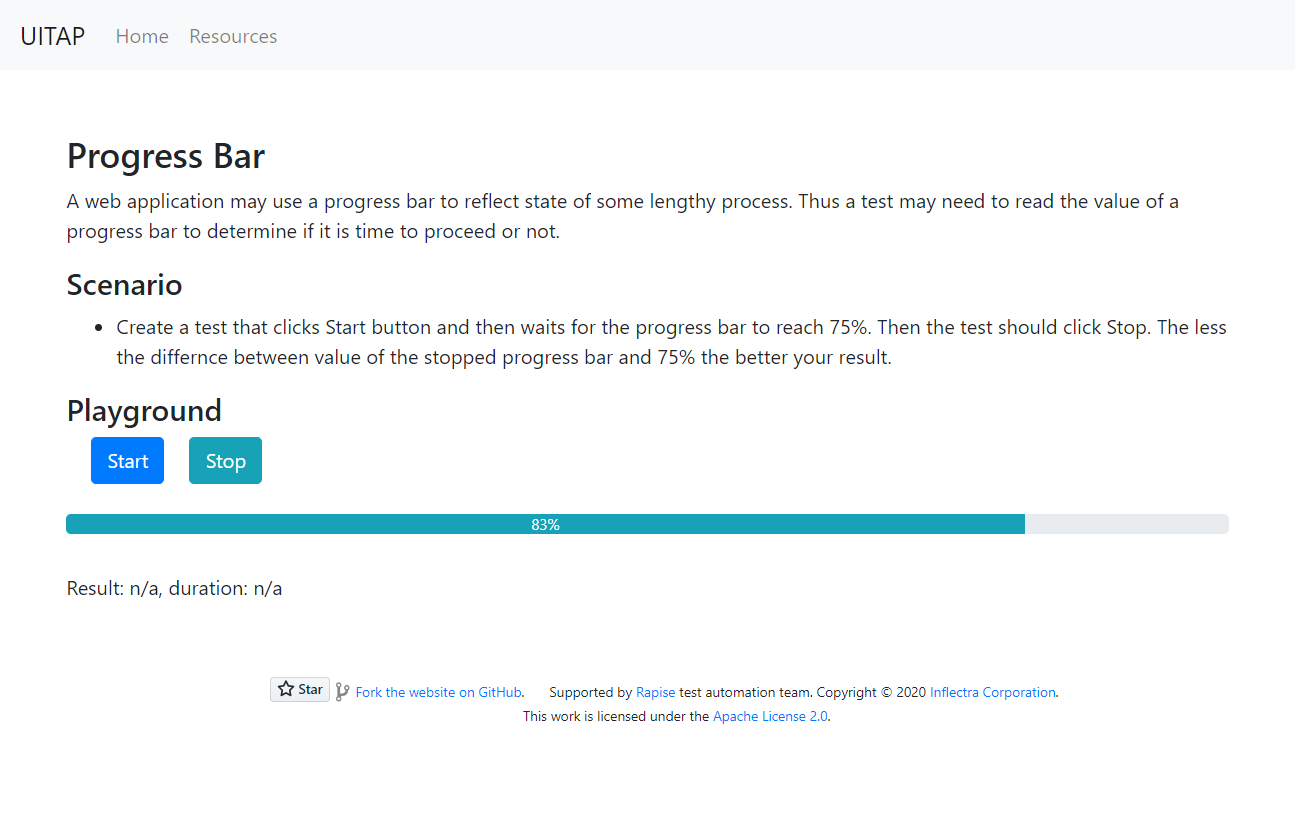 UITAP Home Resources
Progress Bar
A web application may use a progress bar to reflect state of some lengthy process. Thus a test may need to read the value of a
progress bar to determine if it is time to proceed or not.
Scenario
Create a test that clicks Start button and then waits for the progress bar to reach 75%. Then the test should click Stop. The less
the differnce between value of the stopped progress bar and 75% the better your result.
Playground
Start Stop
83%
Result: n/a, duration: n/a
Star Fork the website on GitHub. Supported by Rapise test automation team. Copyright © 2020 Inflectra Corporation.
This work is licensed under the Apache License 2.0.